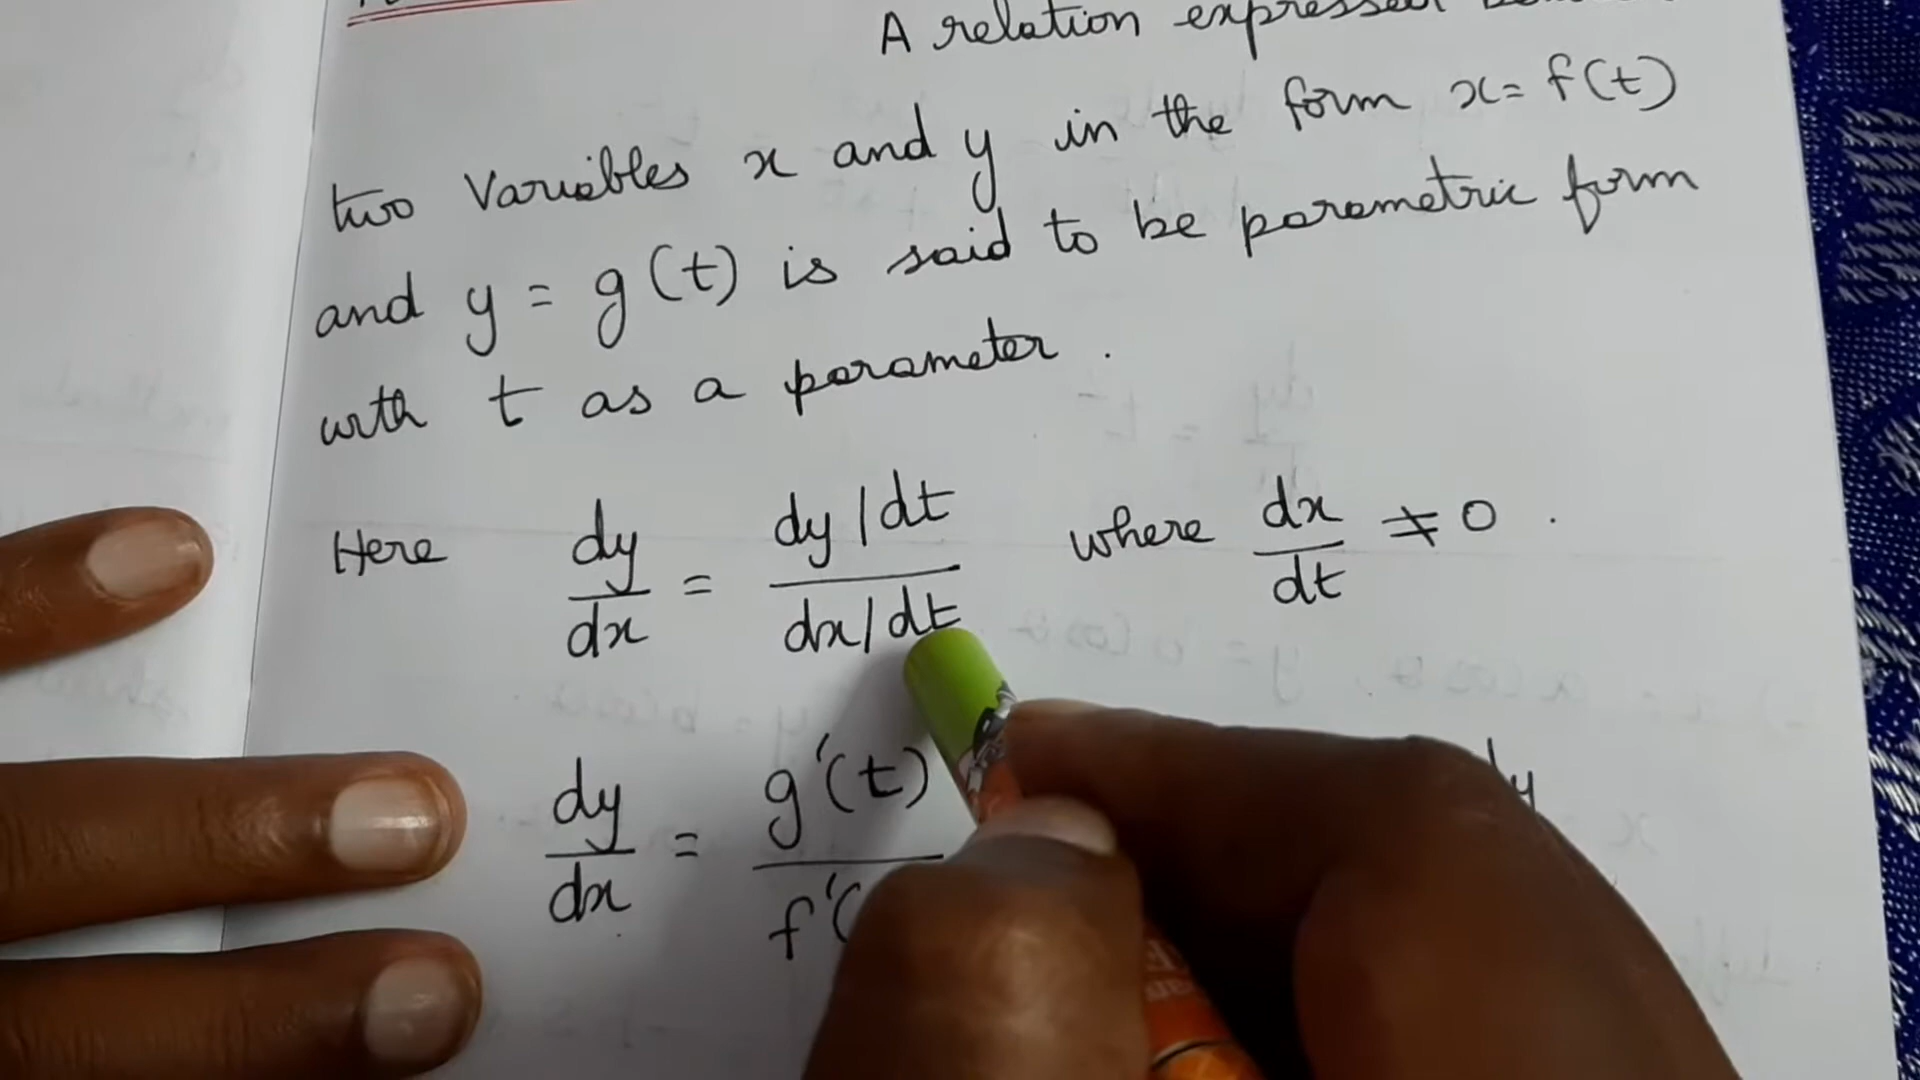 A relation expressed
two Variables x and y in the form x = f(t)
and y = g(t) is said to be parametric form
with t as a parameter.
Here dy/dx = (dy/dt)/(dx/dt) where dx/dt ≠ 0.
dy/dx = g'(t)/f'(